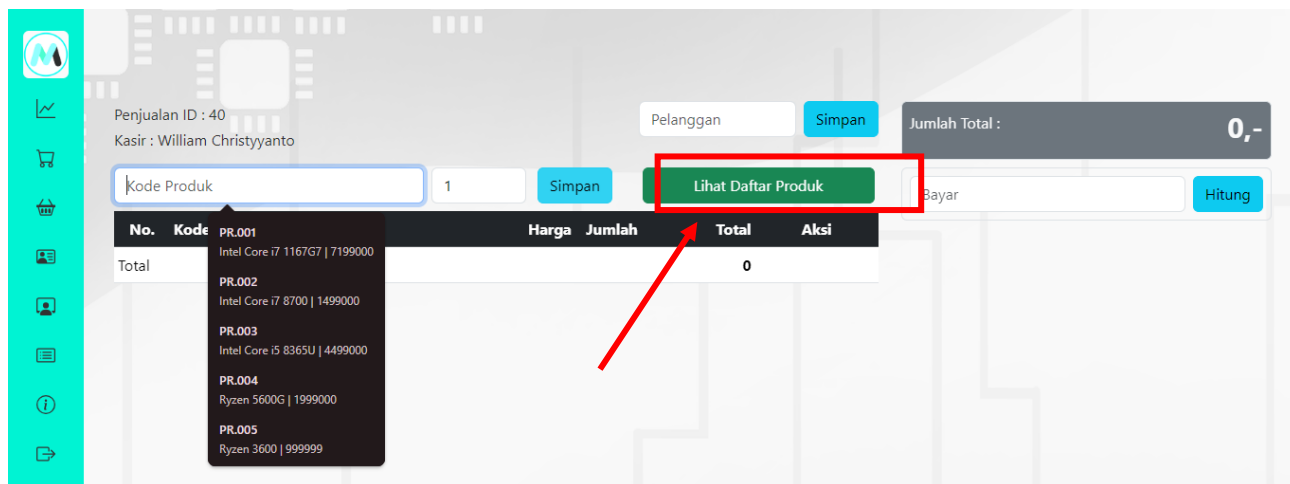 Penjualan ID : 40
Kasir : William Christyyanto
Pelanggan
Simpan
Jumlah Total :
0,-
Kode Produk
1
Simpan
Lihat Daftar Produk
Bayar
Hitung
No. Kode Harga Jumlah Total Aksi
Total 0
PR.001
Intel Core i7 1167G7 | 7199000
PR.002
Intel Core i7 8700 | 1499000
PR.003
Intel Core i5 8365U | 4499000
PR.004
Ryzen 5600G | 1999000
PR.005
Ryzen 3600 | 999999